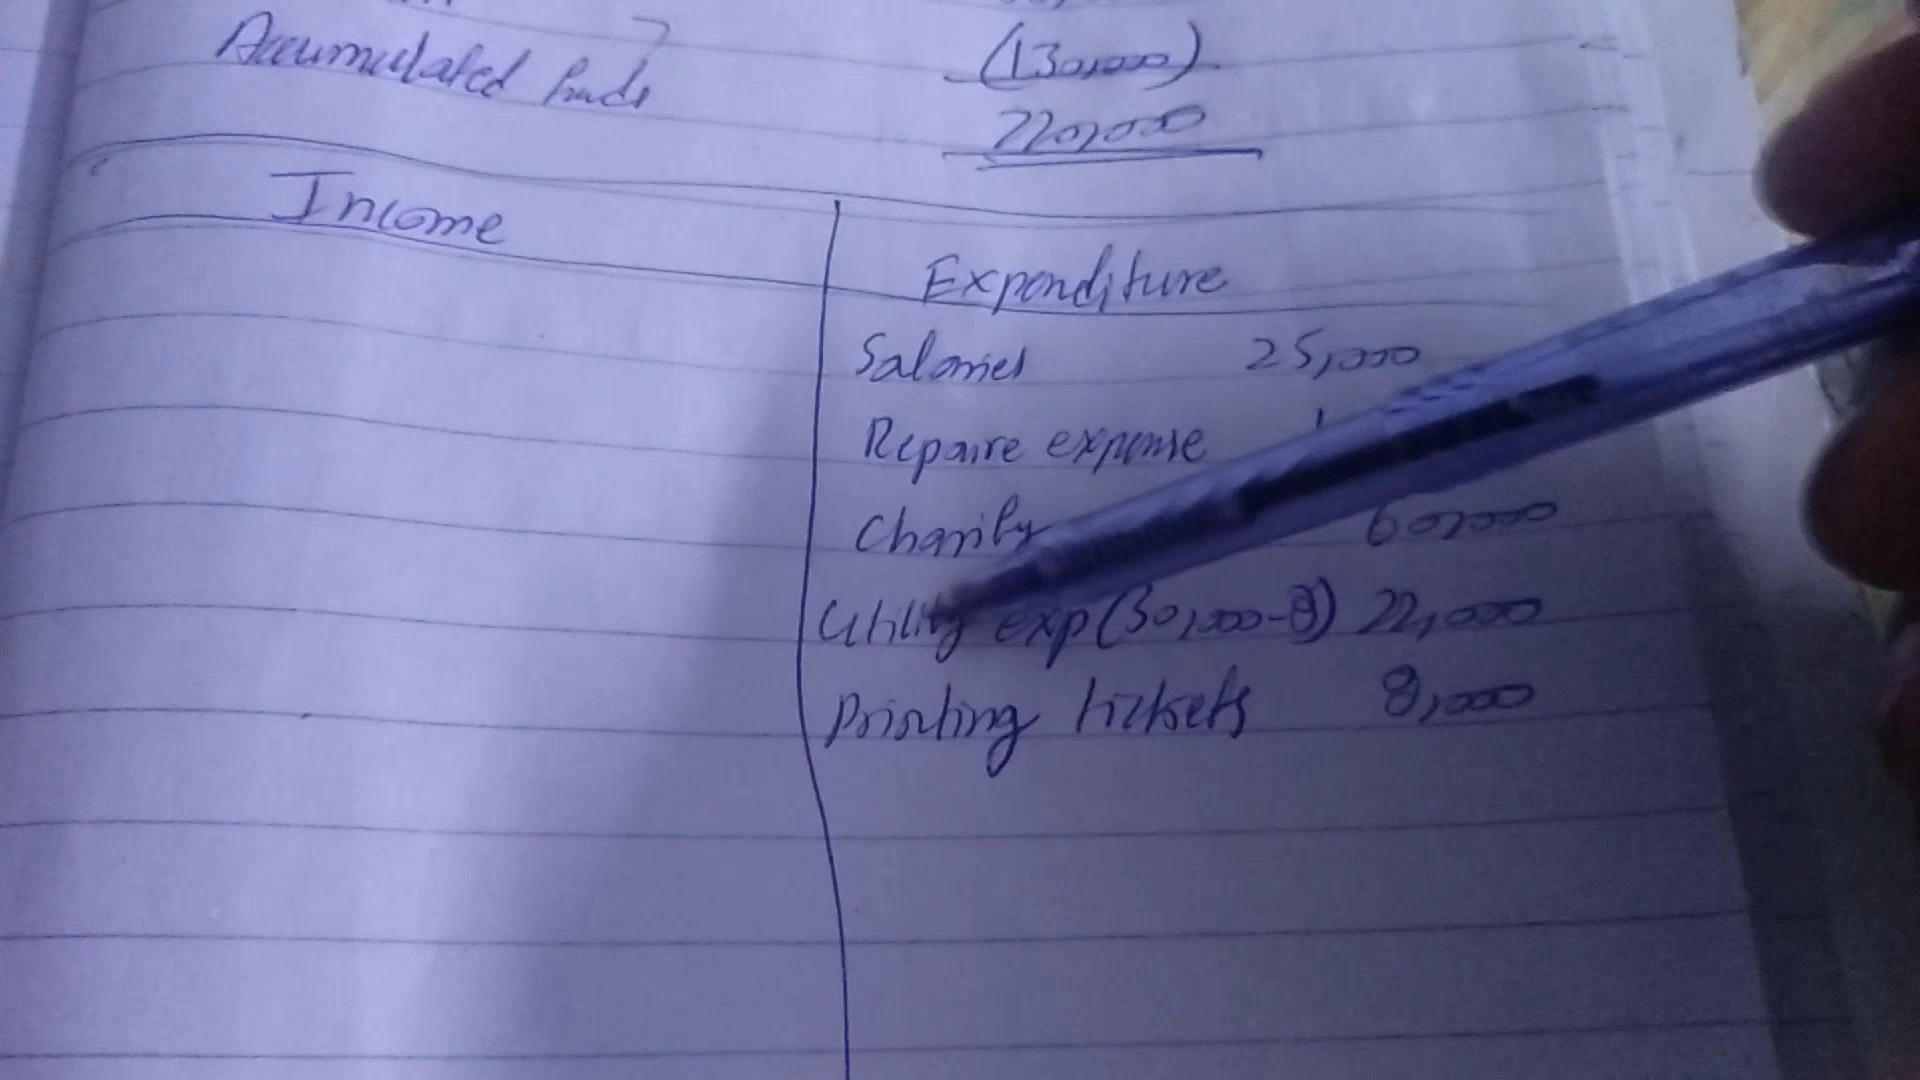 Accumulated funds (130,000)
220,000
Income
Expenditure
Salaries 25,000
Repaire expense
Charity 60,000
Utility exp (30,000-8) 22,000
Printing tickets 8,000